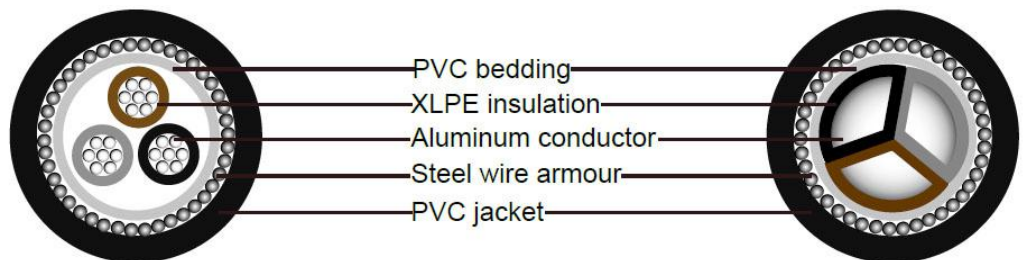 PVC bedding
XLPE insulation
Aluminum conductor
Steel wire armour
PVC jacket